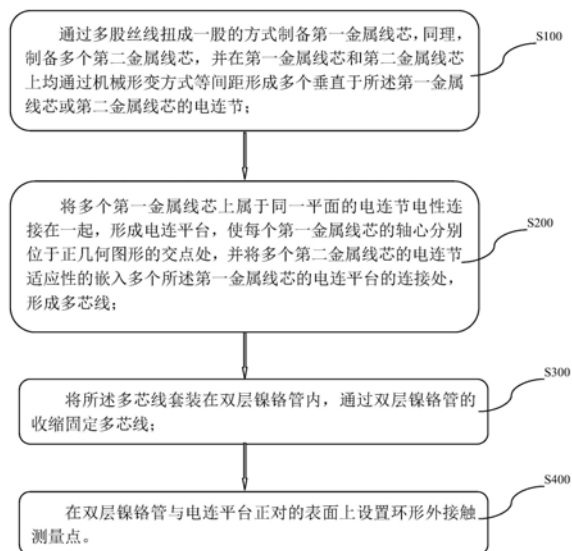 通过多股丝线扭成一股的方式制备第一金属线芯，同理，
制备多个第二金属线芯，并在第一金属线芯和第二金属线芯
上均通过机械形变方式等间距形成多个垂直于所述第一金属
线芯或第二金属线芯的电连节；
S100
将多个第一金属线芯上属于同一平面的电连节电性连
接在一起，形成电连平台，使每个第一金属线芯的轴心分别
位于正几何图形的交点处，并将多个第二金属线芯的电连节
适应性的嵌入多个所述第一金属线芯的电连平台的连接处，
形成多芯线；
S200
将所述多芯线套装在双层镍铬管内，通过双层镍铬管的
收缩固定多芯线；
S300
在双层镍铬管与电连平台正对的表面上设置环形外接触
测量点。
S400